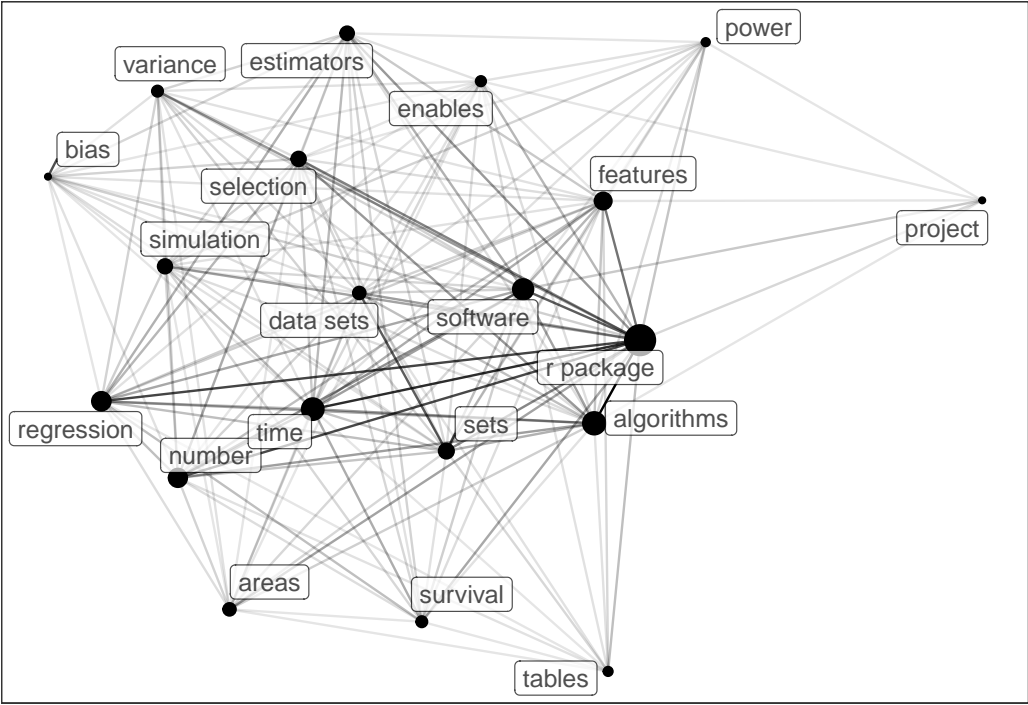 power
estimators
variance
enables
bias
features
selection
project
simulation
data sets
software
r package
regression
time
sets
algorithms
number
areas
survival
tables